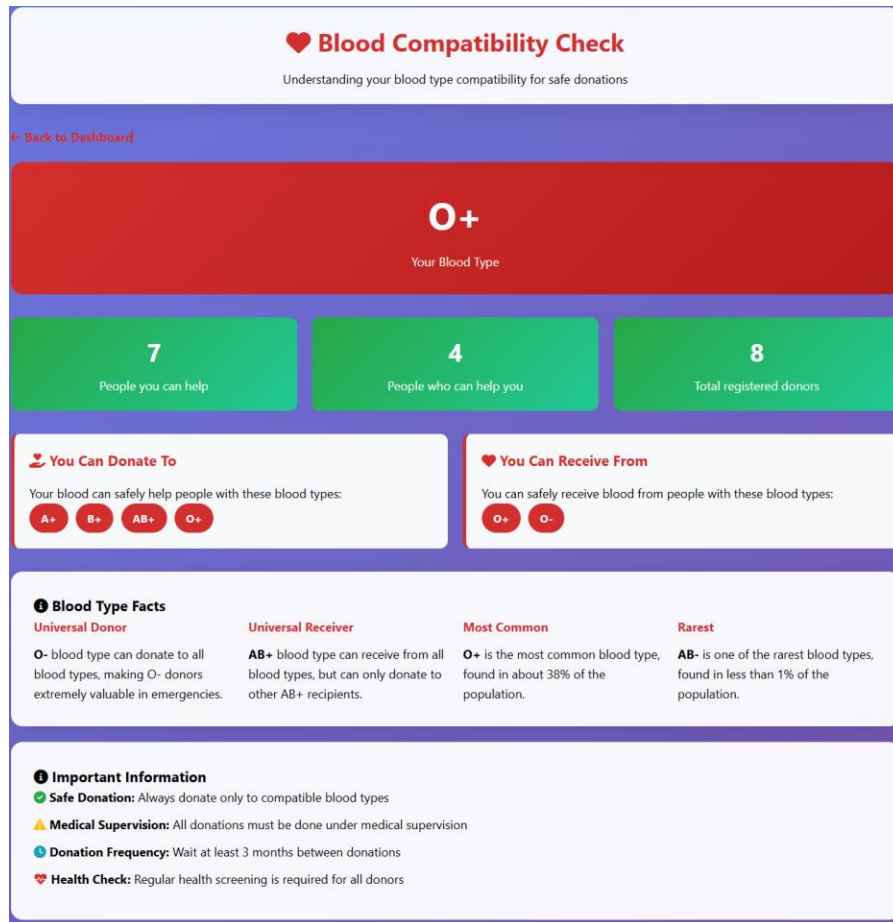 Blood Compatibility Check
Understanding your blood type compatibility for safe donations
← Back to Dashboard
O+
Your Blood Type
7
People you can help
4
People who can help you
8
Total registered donors
You Can Donate To
Your blood can safely help people with these blood types:
A+ B+ AB+ O+
You Can Receive From
You can safely receive blood from people with these blood types:
O+ O-
Blood Type Facts
Universal Donor
O- blood type can donate to all
blood types, making O- donors
extremely valuable in emergencies.
Universal Receiver
AB+ blood type can receive from all
blood types, but can only donate to
other AB+ recipients.
Most Common
O+ is the most common blood type,
found in about 38% of the
population.
Rarest
AB- is one of the rarest blood types,
found in less than 1% of the
population.
Important Information
Safe Donation: Always donate only to compatible blood types
Medical Supervision: All donations must be done under medical supervision
Donation Frequency: Wait at least 3 months between donations
Health Check: Regular health screening is required for all donors